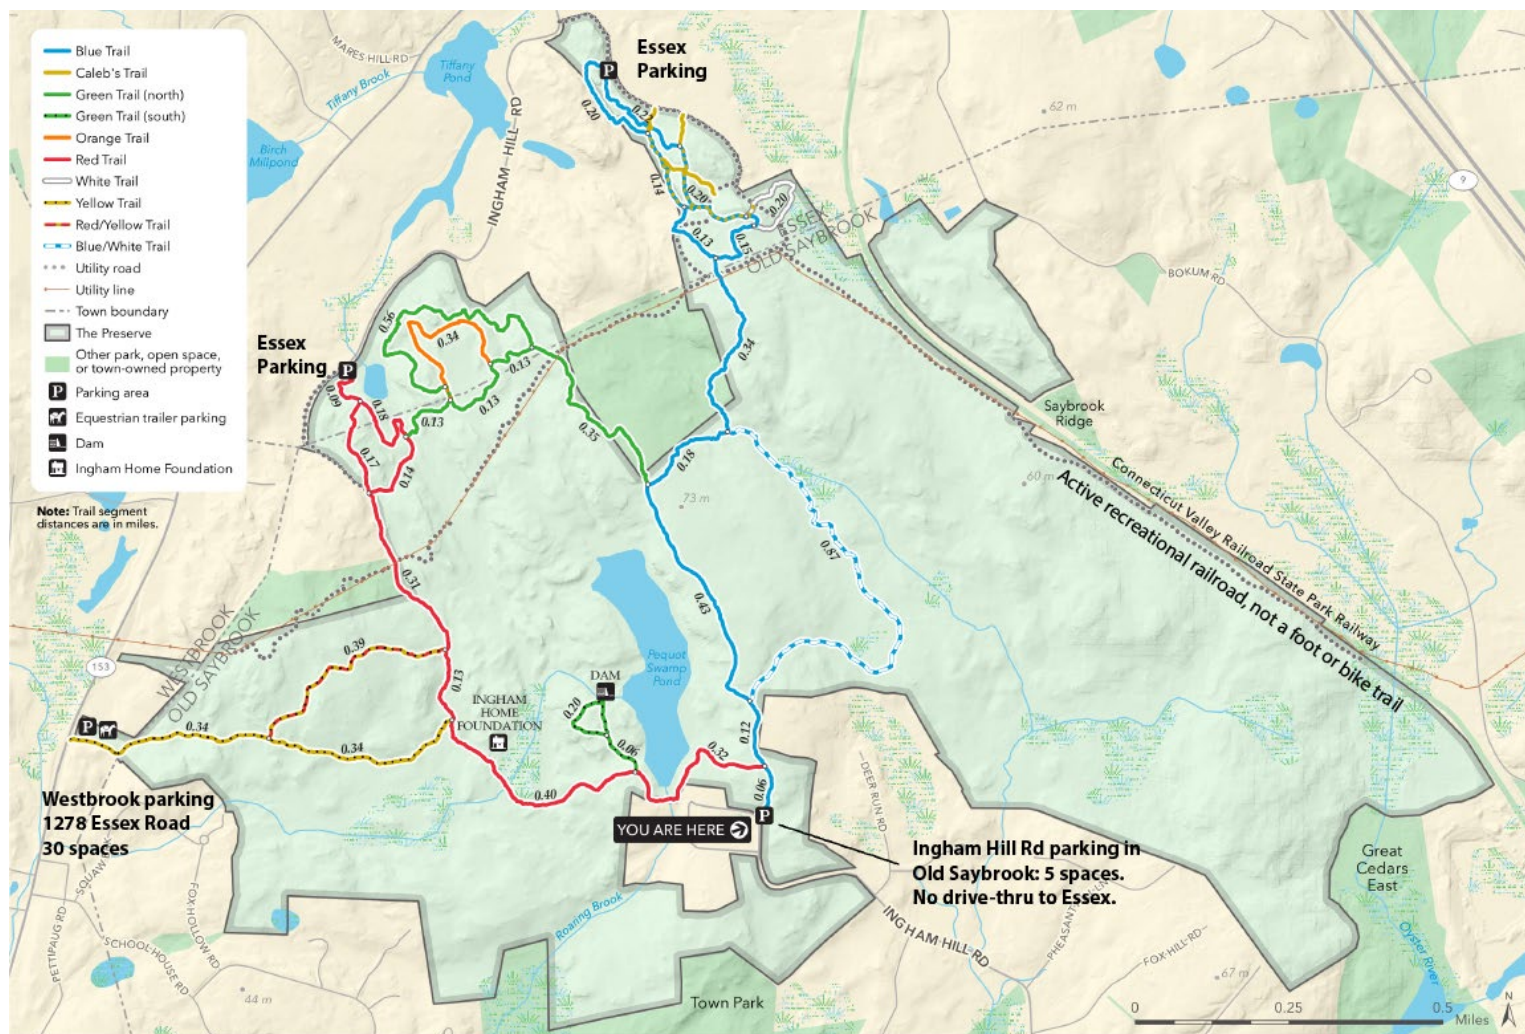 Blue Trail
Caleb's Trail
Green Trail (north)
Green Trail (south)
Orange Trail
Red Trail
White Trail
Yellow Trail
Red/Yellow Trail
Blue/White Trail
Utility road
Utility line
Town boundary
The Preserve
Other park, open space,
or town-owned property
P Parking area
Equestrian trailer parking
Dam
Ingham Home Foundation
Note: Trail segment
distances are in miles.
MARES HILL RD
Tiffany Brook
Tiffany
Pond
Birch
Millpond
INGHAM HILL RD
Essex
Parking
P
0.20
0.22
0.14
0.20
0.20
0.13
0.15
ESSEX
OLD SAYBROOK
62 m
9
BOKUM RD
Essex
Parking
P
0.56
0.34
0.13
0.13
0.13
0.09
0.18
0.17
0.14
0.35
0.34
0.18
73 m
0.87
0.43
0.31
Saybrook
Ridge
60 m
Connecticut Valley Railroad State Park Railway
Active recreational railroad, not a foot or bike trail
WESTBROOK
OLD SAYBROOK
153
0.39
0.13
P
0.34
0.34
INGHAM
HOME
FOUNDATION
DAM
0.20
0.06
Pequot
Swamp
Pond
0.40
0.32
0.12
0.06
P
YOU ARE HERE
Westbrook parking
1278 Essex Road
30 spaces
Ingham Hill Rd parking in
Old Saybrook: 5 spaces.
No drive-thru to Essex.
DEER RUN RD
PHEASANT HILL LN
INGHAM HILL RD
FOX HILL RD
67 m
Great
Cedars
East
Oyster River
Roaring Brook
Town Park
PETTIPAUG RD
SCHOOL HOUSE RD
FOX HOLLOW RD
44 m
0
0.25
0.5
Miles
N